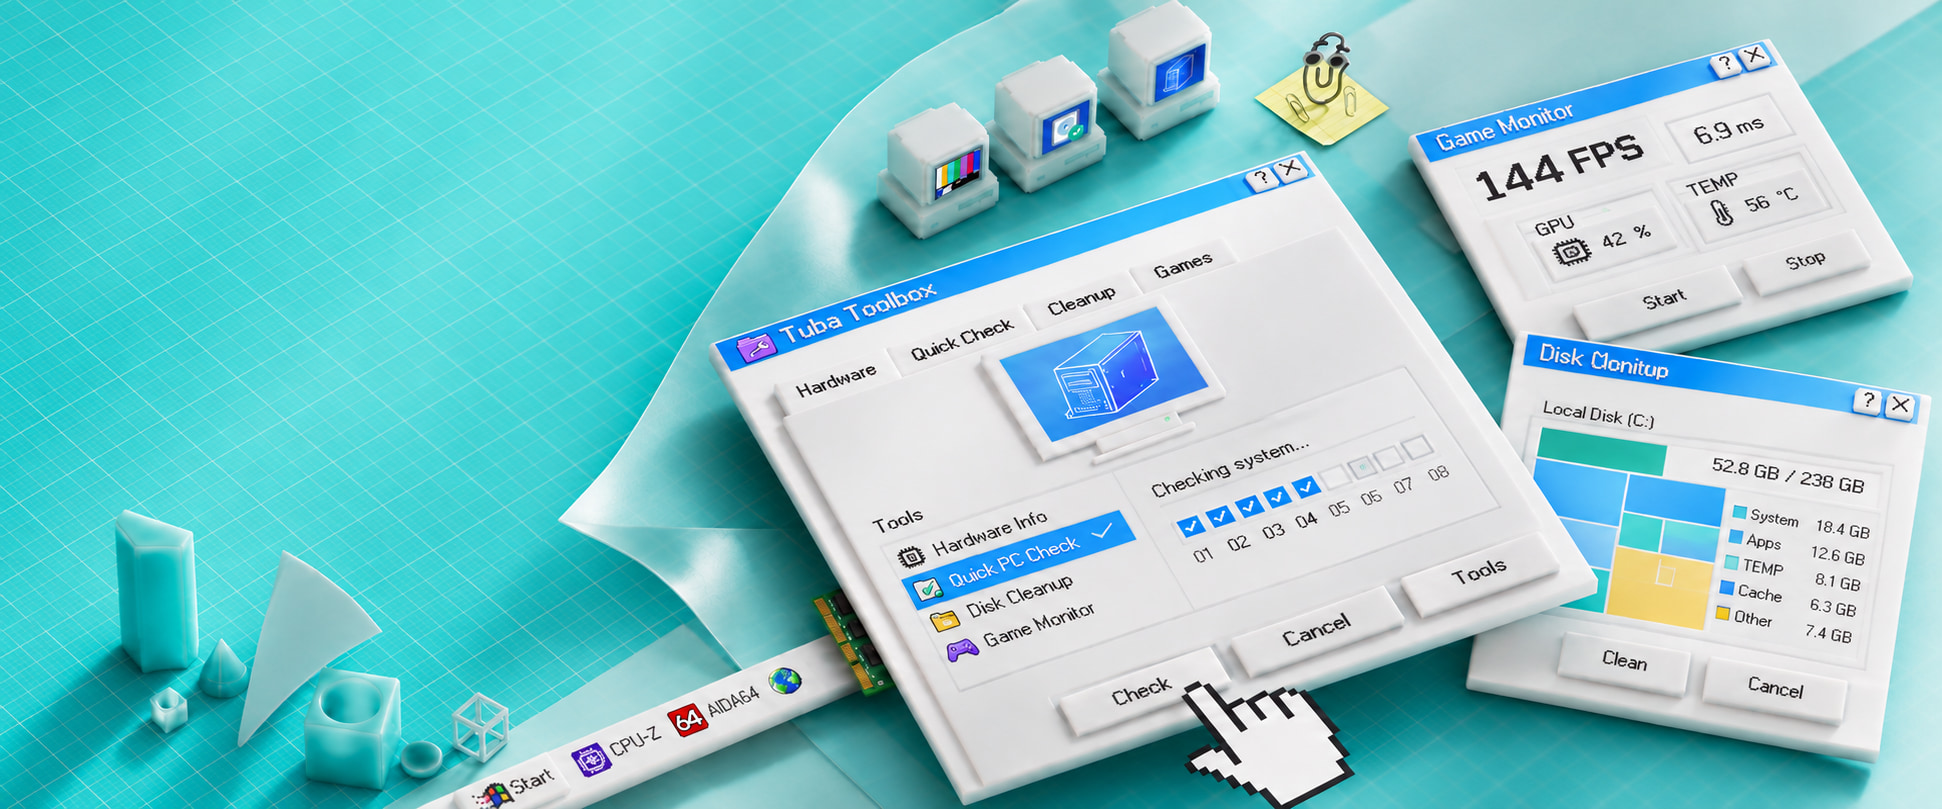 Game Monitor
? X
144 FPS
6.9 ms
GPU
42 %
TEMP
56 °C
Start
Stop
Tuba Toolbox
? X
Hardware
Quick Check
Cleanup
Games
Tools
Hardware Info
Quick PC Check
Disk Cleanup
Game Monitor
Checking system...
01 02 03 04 05 05 07 08
Check
Cancel
Tools
Disk Monitup
? X
Local Disk (C:)
52.8 GB / 238 GB
System 18.4 GB
Apps 12.6 GB
TEMP 8.1 GB
Cache 6.3 GB
Other 7.4 GB
Clean
Cancel
Start
CPU-Z
64
AIDA64